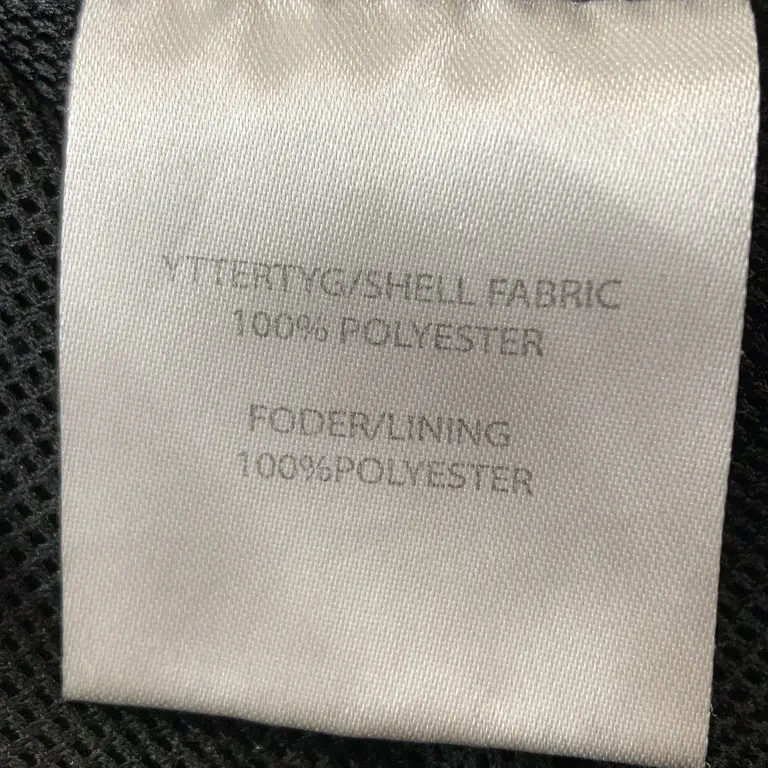 YTTERTYG/SHELL FABRIC
100% POLYESTER
FODER/LINING
100%POLYESTER